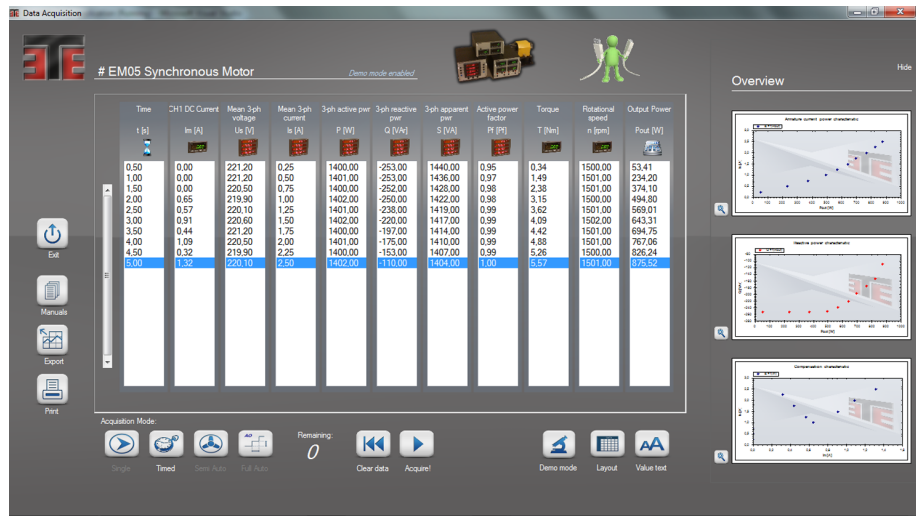 Data Acquisition
ETE
# EM05 Synchronous Motor
Demo mode enabled
Hide
Overview
Time CH1 DC Current Mean 3-ph voltage Mean 3-ph current 3-ph active pwr 3-ph reactive pwr 3-ph apparent pwr Active power factor Torque Rotational speed Output Power
t [s] Im [A] Us [V] Is [A] P [W] Q [VAr] S [VA] Pf [Pf] T [Nm] n [rpm] Pout [W]
0,50 0,00 221,20 0,25 1400,00 -253,00 1440,00 0,95 0,34 1500,00 53,41
1,00 0,00 221,20 0,50 1401,00 -253,00 1436,00 0,97 1,49 1501,00 234,20
1,50 0,00 220,50 0,75 1400,00 -252,00 1428,00 0,98 2,38 1501,00 374,10
2,00 0,65 219,90 1,00 1402,00 -250,00 1422,00 0,98 3,15 1500,00 494,80
2,50 0,57 220,10 1,25 1401,00 -238,00 1419,00 0,99 3,62 1501,00 569,01
3,00 0,91 220,60 1,50 1402,00 -220,00 1417,00 0,99 4,09 1502,00 643,31
3,50 0,44 221,20 1,75 1400,00 -197,00 1414,00 0,99 4,42 1501,00 694,75
4,00 1,09 220,50 2,00 1401,00 -175,00 1410,00 0,99 4,88 1501,00 767,06
4,50 0,32 219,90 2,25 1400,00 -153,00 1407,00 0,99 5,26 1500,00 826,24
5,00 1,32 220,10 2,50 1402,00 -110,00 1404,00 1,00 5,57 1501,00 875,52
Armature current power characteristic
Pout [W]
Reactive power characteristic
Pout [W]
Compensation characteristic
Exit
Manuals
Export
Print
Acquisition Mode:
Remaining:
0
Single Timed Semi Auto Full Auto Clear data Acquire! Demo mode Layout Value text